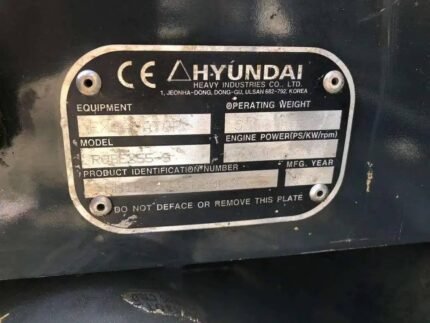 CE HYUNDAI
HEAVY INDUSTRIES CO., LTD.
1, JEONHA-DONG, DONG-GU, ULSAN 682-792, KOREA
EQUIPMENT OPERATING WEIGHT
MODEL ENGINE POWER(PS/KW/rpm)
PRODUCT IDENTIFICATION NUMBER MFG. YEAR
DO NOT DEFACE OR REMOVE THIS PLATE